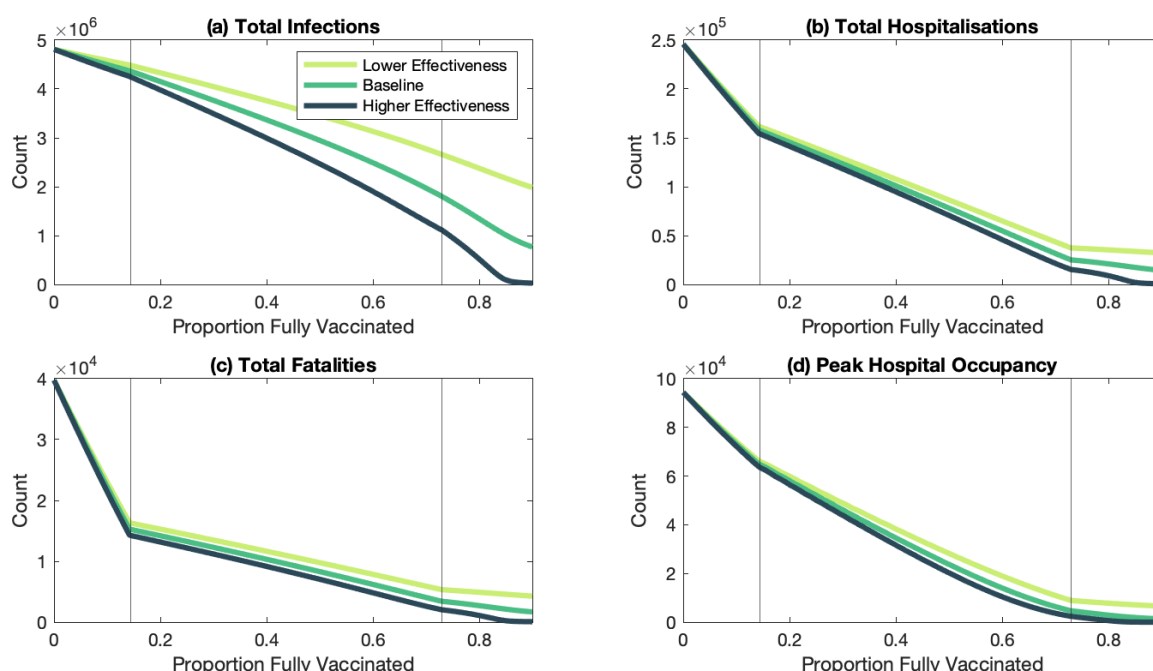 (a) Total Infections
×10^6
5
4
3
2
1
0
Count
0 0.2 0.4 0.6 0.8
Proportion Fully Vaccinated
Lower Effectiveness
Baseline
Higher Effectiveness
(b) Total Hospitalisations
×10^5
2.5
2
1.5
1
0.5
0
Count
0 0.2 0.4 0.6 0.8
Proportion Fully Vaccinated
(c) Total Fatalities
×10^4
4
3
2
1
0
Count
0 0.2 0.4 0.6 0.8
Proportion Fully Vaccinated
(d) Peak Hospital Occupancy
×10^4
10
8
6
4
2
0
Count
0 0.2 0.4 0.6 0.8
Proportion Fully Vaccinated